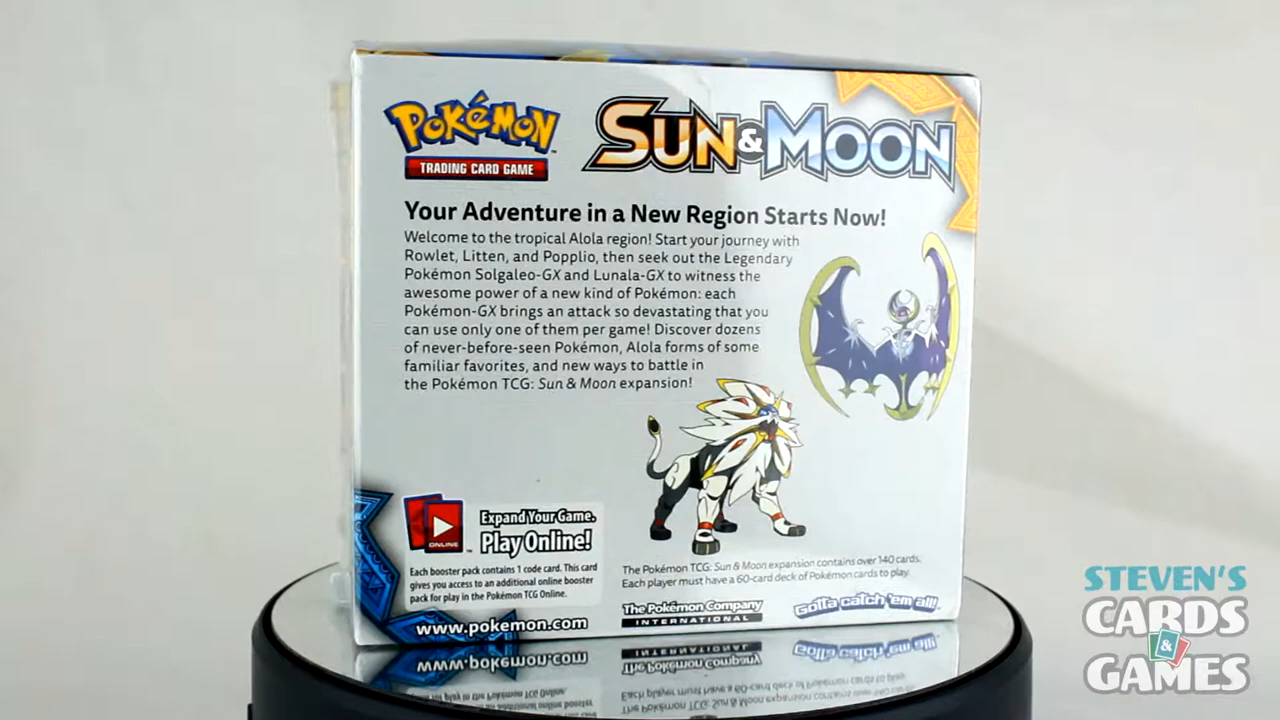 POKéMON
TRADING CARD GAME
SUN & MOON
Your Adventure in a New Region Starts Now!
Welcome to the tropical Alola region! Start your journey with
Rowlet, Litten, and Popplio, then seek out the Legendary
Pokémon Solgaleo-GX and Lunala-GX to witness the
awesome power of a new kind of Pokémon: each
Pokémon-GX brings an attack so devastating that you
can use only one of them per game! Discover dozens
of never-before-seen Pokémon, Alola forms of some
familiar favorites, and new ways to battle in
the Pokémon TCG: Sun & Moon expansion!
ONLINE
Expand Your Game.
Play Online!
Each booster pack contains 1 code card. This card
gives you access to an additional online booster
pack for play in the Pokémon TCG Online.
www.pokemon.com
The Pokémon TCG: Sun & Moon expansion contains over 140 cards.
Each player must have a 60-card deck of Pokémon cards to play.
The Pokémon Company
INTERNATIONAL
Gotta catch 'em all!
STEVEN'S
CARDS
&
GAMES